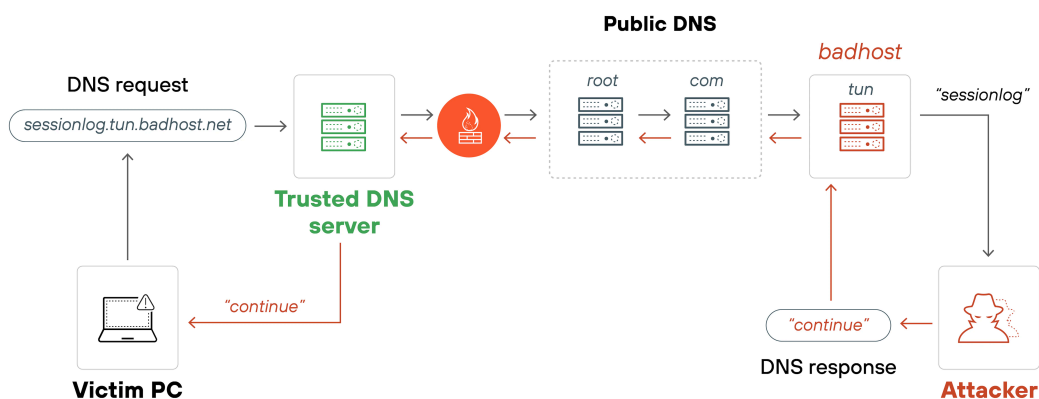 Public DNS
badhost
DNS request
root
com
tun
“sessionlog”
sessionlog.tun.badhost.net
Trusted DNS
server
“continue”
“continue”
DNS response
Victim PC
Attacker